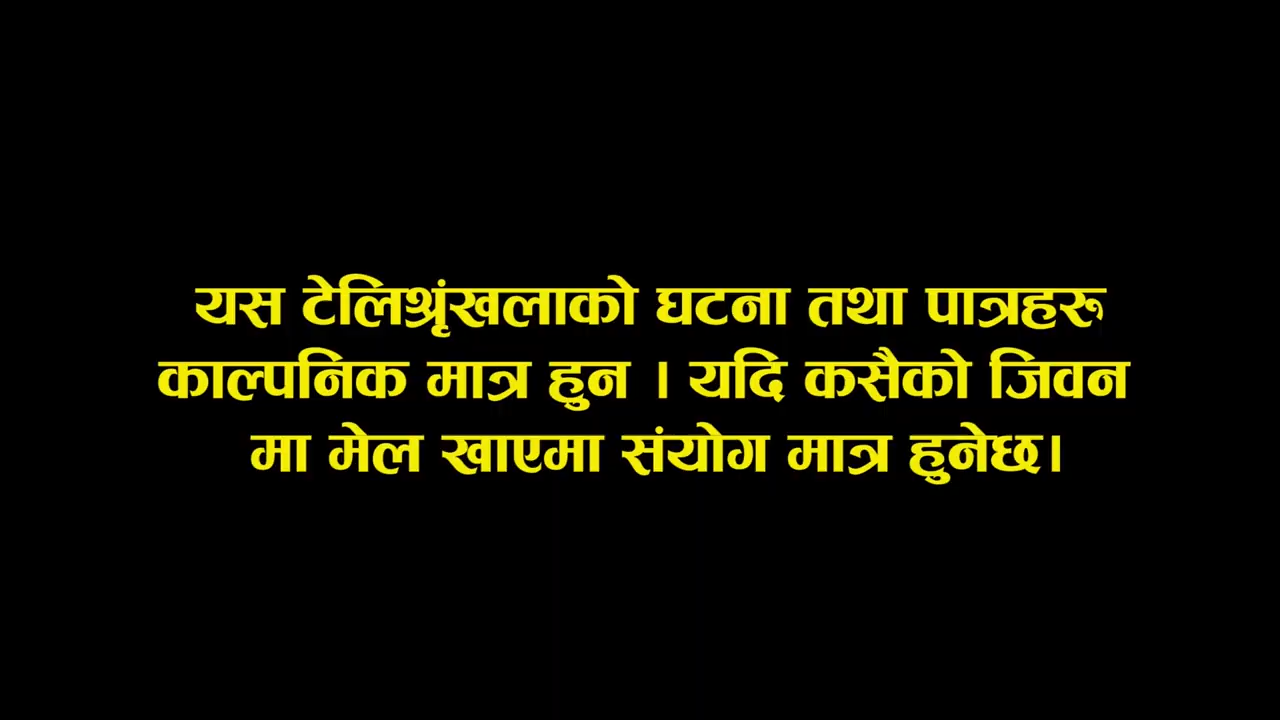 यस टेलिश्रृंखलाको घटना तथा पात्रहरु
काल्पनिक मात्र हुन । यदि कसैको जिवन
मा मेल खाएमा संयोग मात्र हुनेछ।